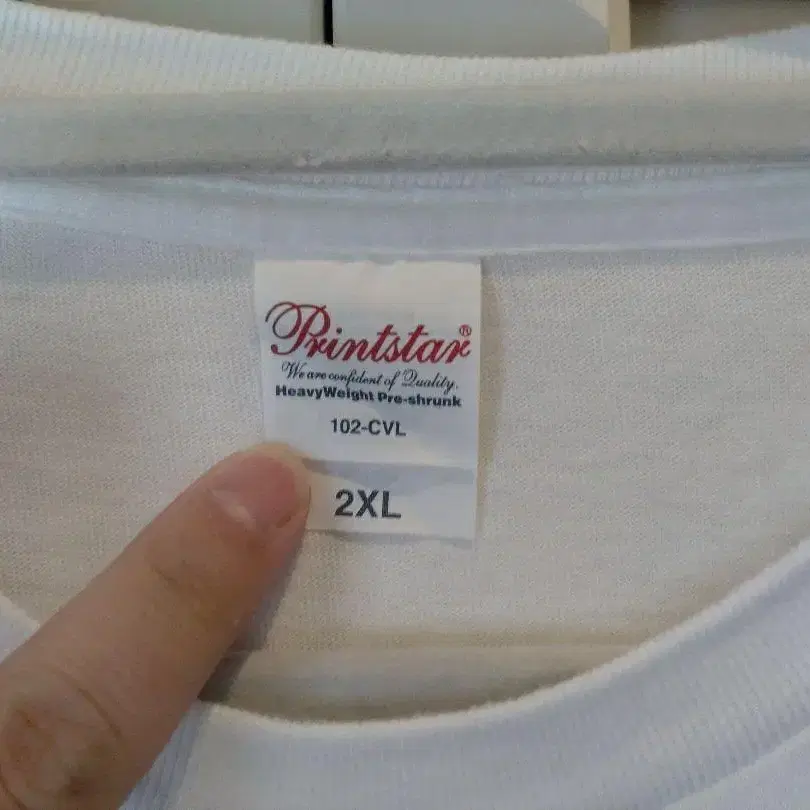 Printstar®
We are confident of Quality.
HeavyWeight Pre-shrunk
102-CVL
2XL